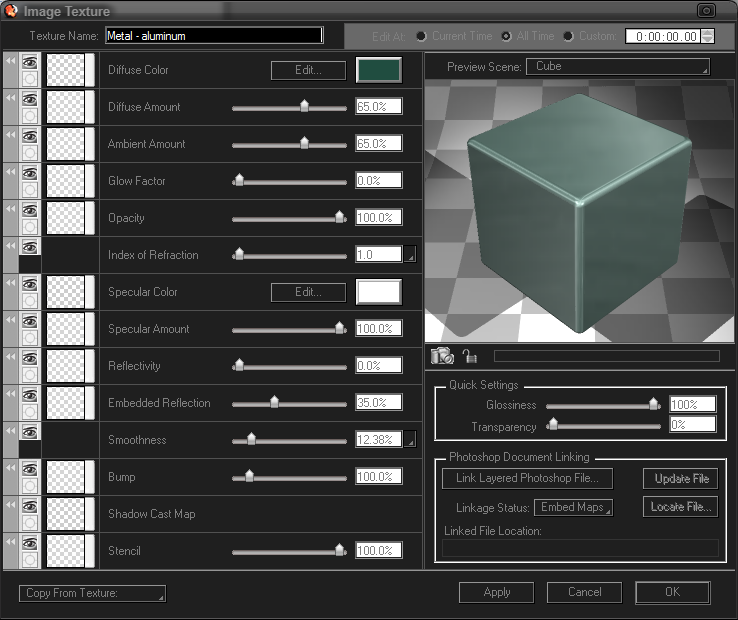 Image Texture
Texture Name: Metal - aluminum
Edit At: Current Time All Time Custom: 0:00:00.00
Diffuse Color Edit...
Diffuse Amount 65.0%
Ambient Amount 65.0%
Glow Factor 0.0%
Opacity 100.0%
Index of Refraction 1.0
Specular Color Edit...
Specular Amount 100.0%
Reflectivity 0.0%
Embedded Reflection 35.0%
Smoothness 12.38%
Bump 100.0%
Shadow Cast Map
Stencil 100.0%
Preview Scene: Cube
Quick Settings
Glossiness 100%
Transparency 0%
Photoshop Document Linking
Link Layered Photoshop File... Update File
Linkage Status: Embed Maps Locate File...
Linked File Location:
Copy From Texture: Apply Cancel OK